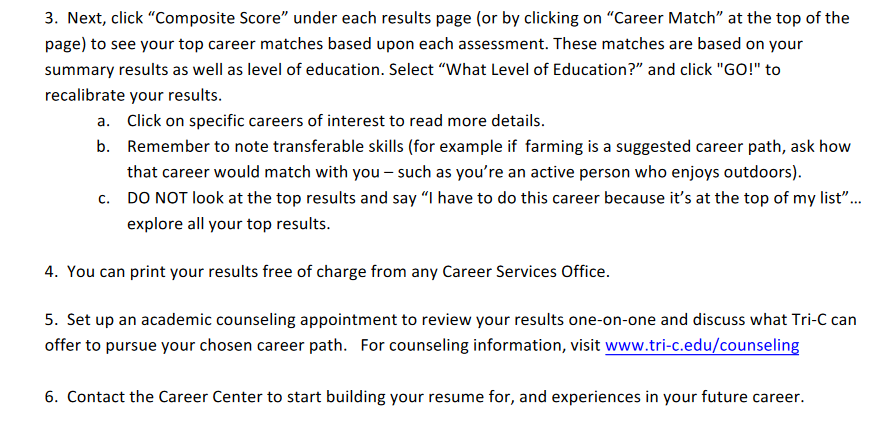 3. Next, click “Composite Score” under each results page (or by clicking on “Career Match” at the top of the
page) to see your top career matches based upon each assessment. These matches are based on your
summary results as well as level of education. Select “What Level of Education?” and click "GO!" to
recalibrate your results.
a. Click on specific careers of interest to read more details.
b. Remember to note transferable skills (for example if farming is a suggested career path, ask how
that career would match with you – such as you’re an active person who enjoys outdoors).
c. DO NOT look at the top results and say “I have to do this career because it’s at the top of my list”…
explore all your top results.
4. You can print your results free of charge from any Career Services Office.
5. Set up an academic counseling appointment to review your results one-on-one and discuss what Tri-C can
offer to pursue your chosen career path. For counseling information, visit www.tri-c.edu/counseling
6. Contact the Career Center to start building your resume for, and experiences in your future career.